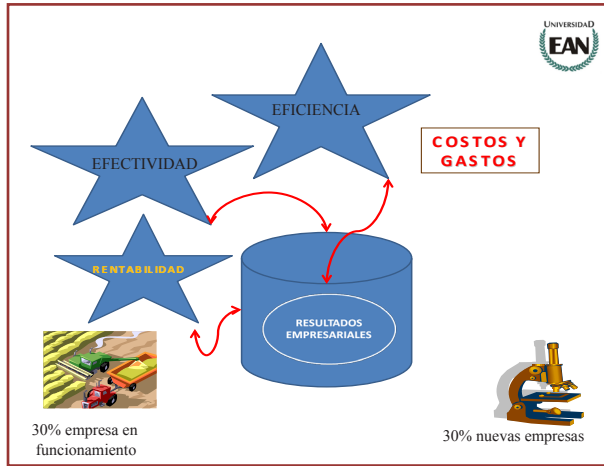 UNIVERSIDAD
EAN
EFICIENCIA
COSTOS Y
GASTOS
EFECTIVIDAD
RENTABILIDAD
RESULTADOS
EMPRESARIALES
30% empresa en
funcionamiento
30% nuevas empresas